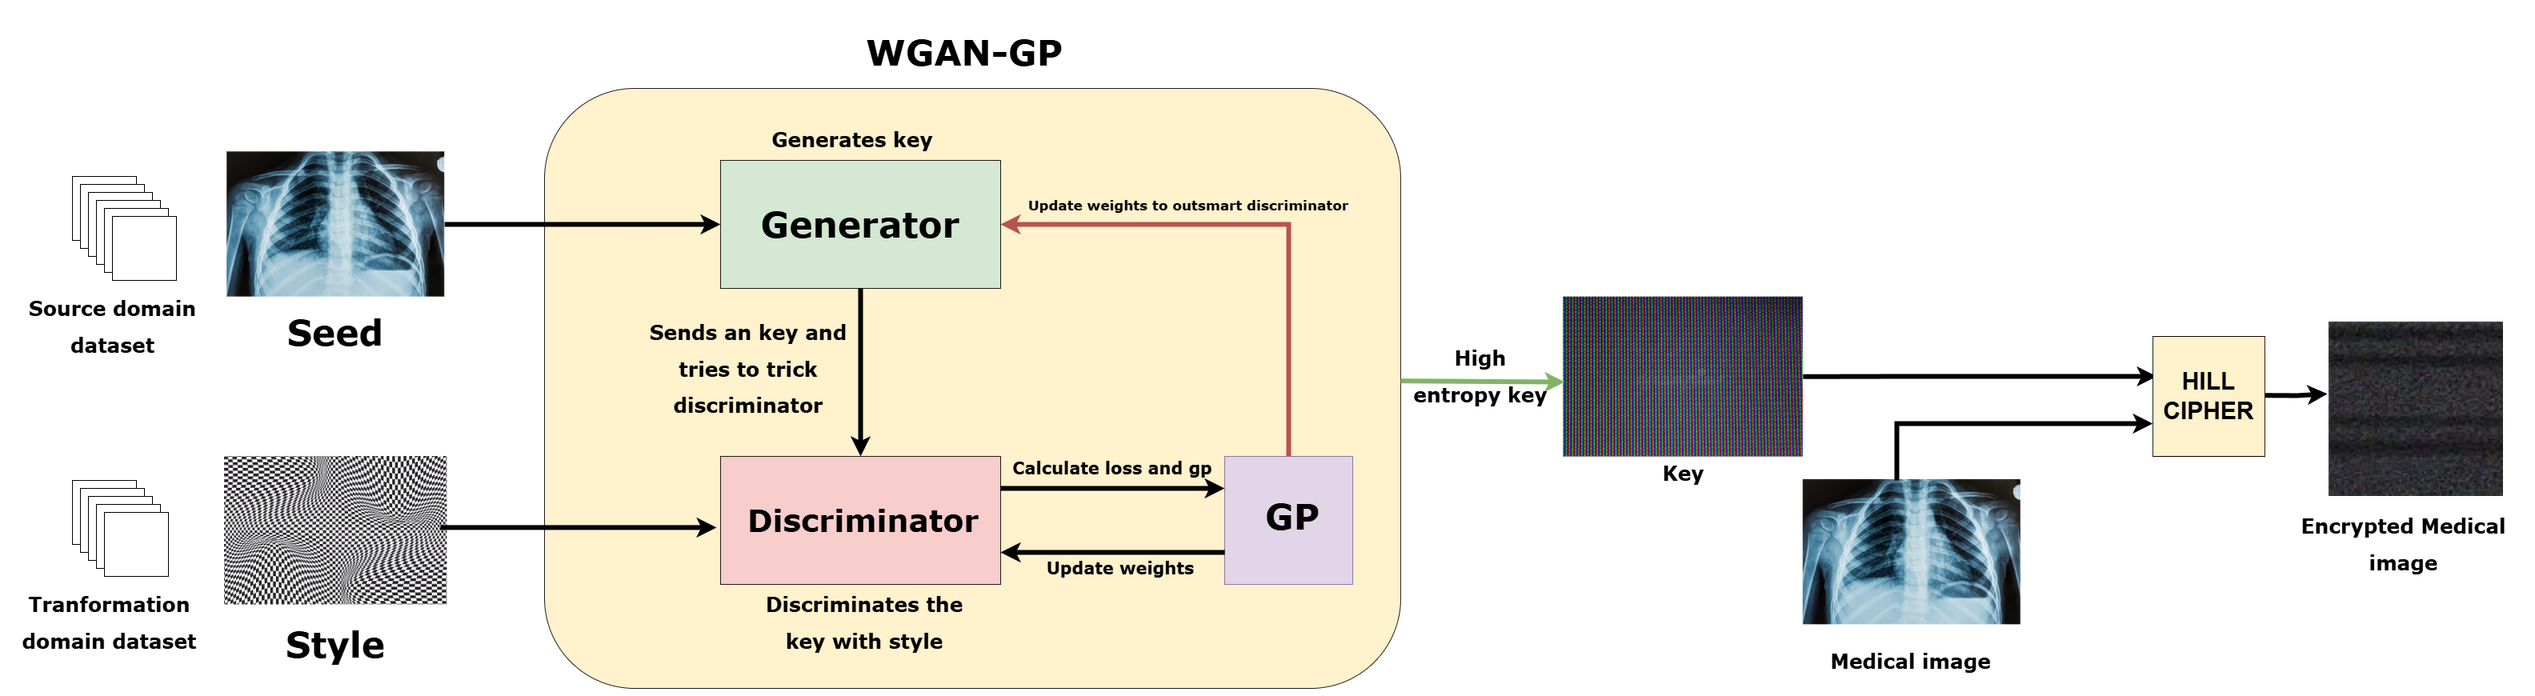 WGAN-GP
Generates key
Generator
Update weights to outsmart discriminator
Source domain
dataset
Seed
Sends an key and
tries to trick
discriminator
High
entropy key
Key
HILL
CIPHER
Calculate loss and gp
GP
Discriminator
Update weights
Discriminates the
key with style
Tranformation
domain dataset
Style
Medical image
Encrypted Medical
image